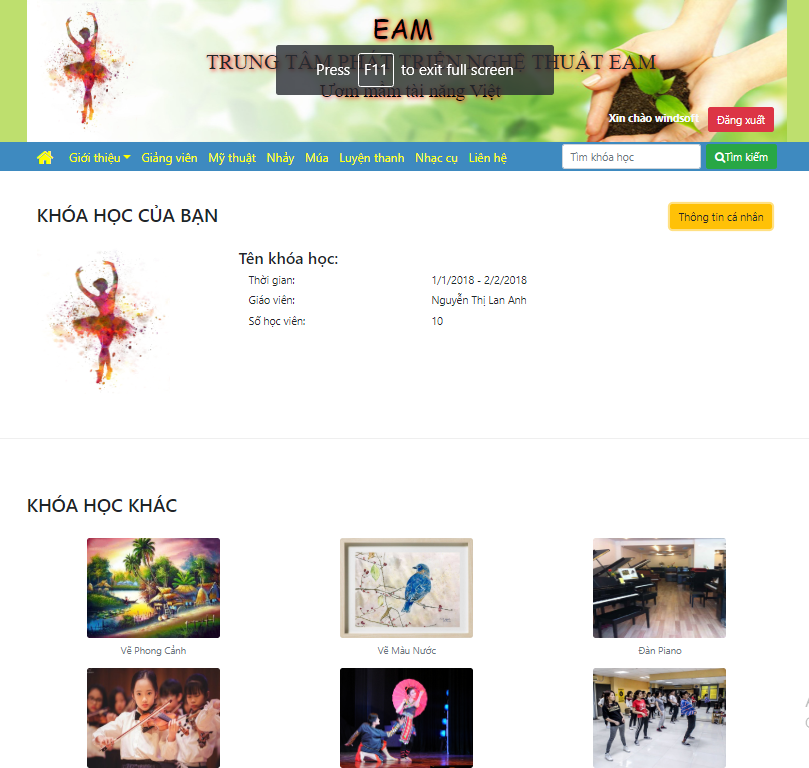 EAM
TRUNG TÂM PHÁT TRIỂN NGHỆ THUẬT EAM
Press F11 to exit full screen
Ươm mầm tài năng Việt
Xin chào windsoft
Đăng xuất
Giới thiệu Giảng viên Mỹ thuật Nhảy Múa Luyện thanh Nhạc cụ Liên hệ
Tìm khóa học
Tìm kiếm
KHÓA HỌC CỦA BẠN
Thông tin cá nhân
Tên khóa học:
Thời gian: 1/1/2018 - 2/2/2018
Giáo viên: Nguyễn Thị Lan Anh
Số học viên: 10
KHÓA HỌC KHÁC
Vẽ Phong Cảnh
Vẽ Màu Nước
Đàn Piano